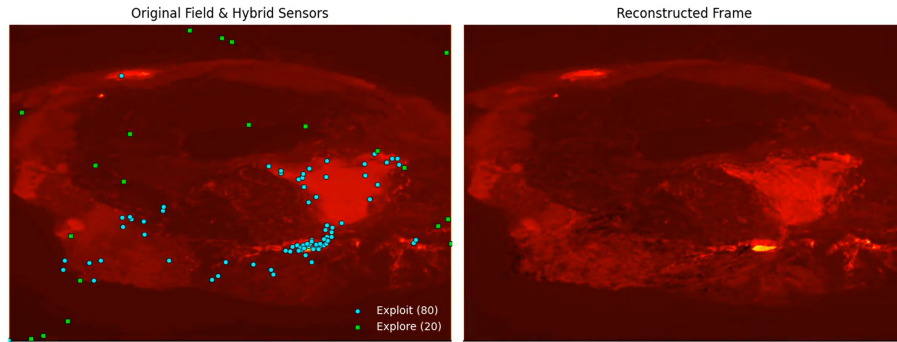 Original Field & Hybrid Sensors
Reconstructed Frame
Exploit (80)
Explore (20)